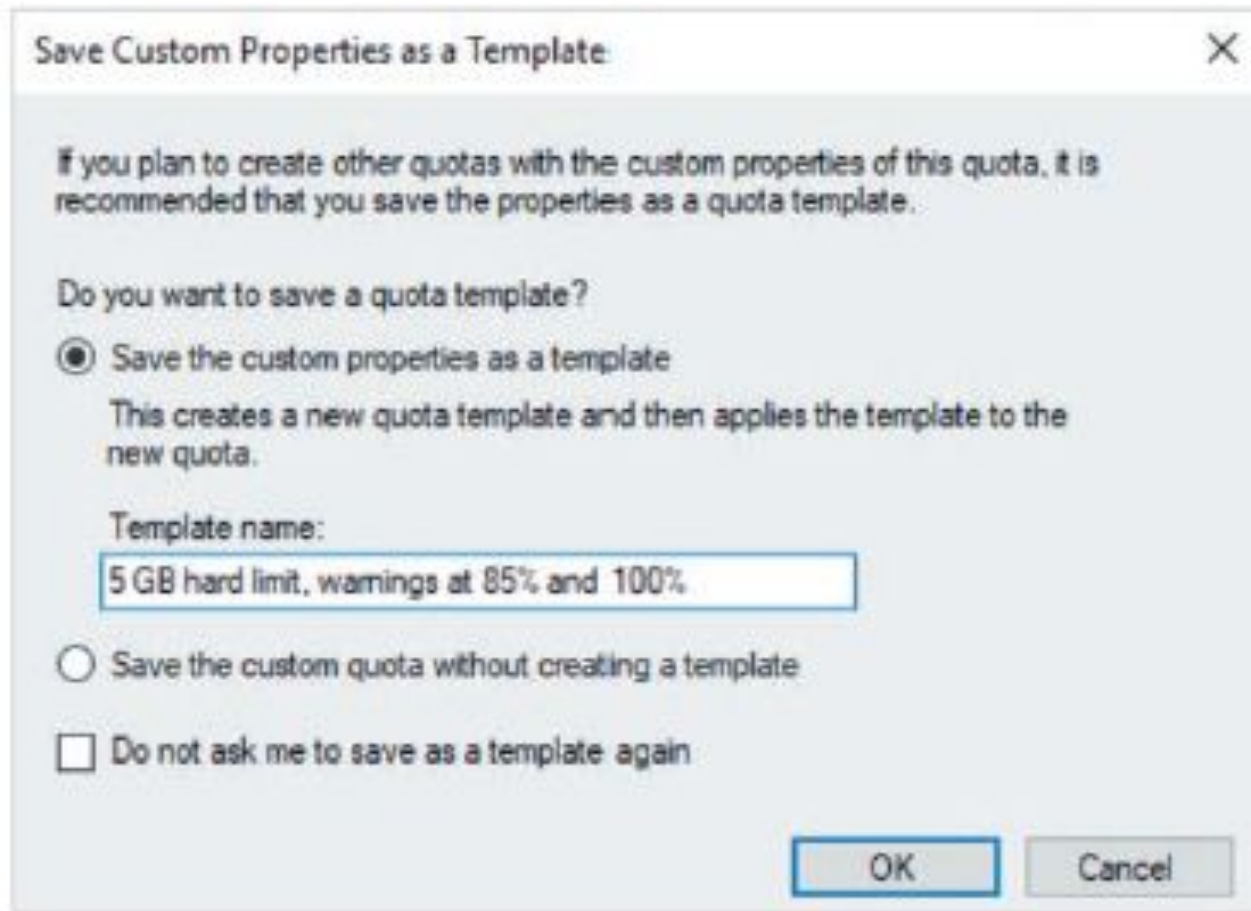 Save Custom Properties as a Template
If you plan to create other quotas with the custom properties of this quota, it is
recommended that you save the properties as a quota template.
Do you want to save a quota template?
Save the custom properties as a template
This creates a new quota template and then applies the template to the
new quota.
Template name:
5 GB hard limit, warnings at 85% and 100%
Save the custom quota without creating a template
Do not ask me to save as a template again
OK
Cancel